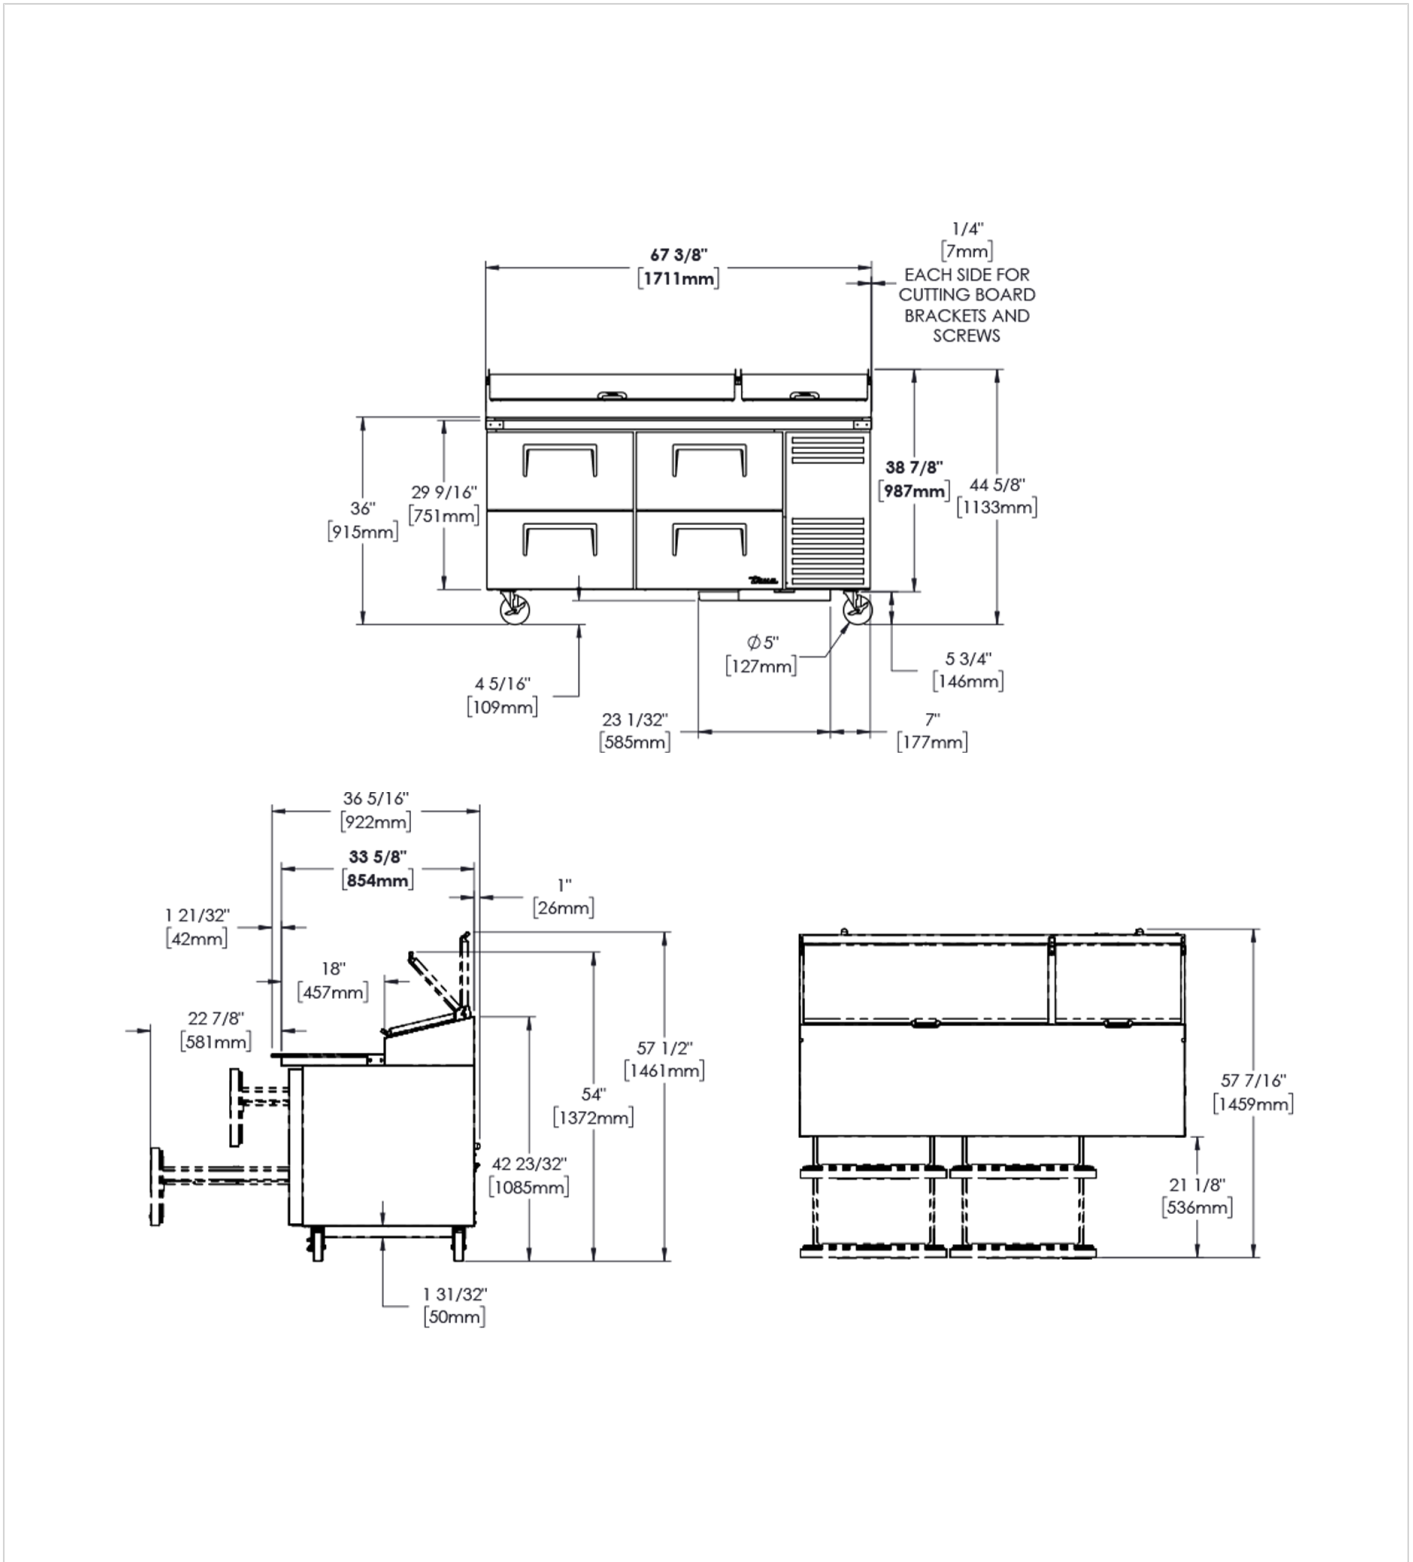 1/4"
[7mm]
EACH SIDE FOR
CUTTING BOARD
BRACKETS AND
SCREWS
67 3/8"
[1711mm]
36"
[915mm]
29 9/16"
[751mm]
38 7/8"
[987mm]
44 5/8"
[1133mm]
True
Ø 5"
[127mm]
5 3/4"
[146mm]
4 5/16"
[109mm]
23 1/32"
[585mm]
7"
[177mm]
36 5/16"
[922mm]
33 5/8"
[854mm]
1"
[26mm]
1 21/32"
[42mm]
18"
[457mm]
22 7/8"
[581mm]
57 1/2"
[1461mm]
54"
[1372mm]
42 23/32"
[1085mm]
1 31/32"
[50mm]
57 7/16"
[1459mm]
21 1/8"
[536mm]